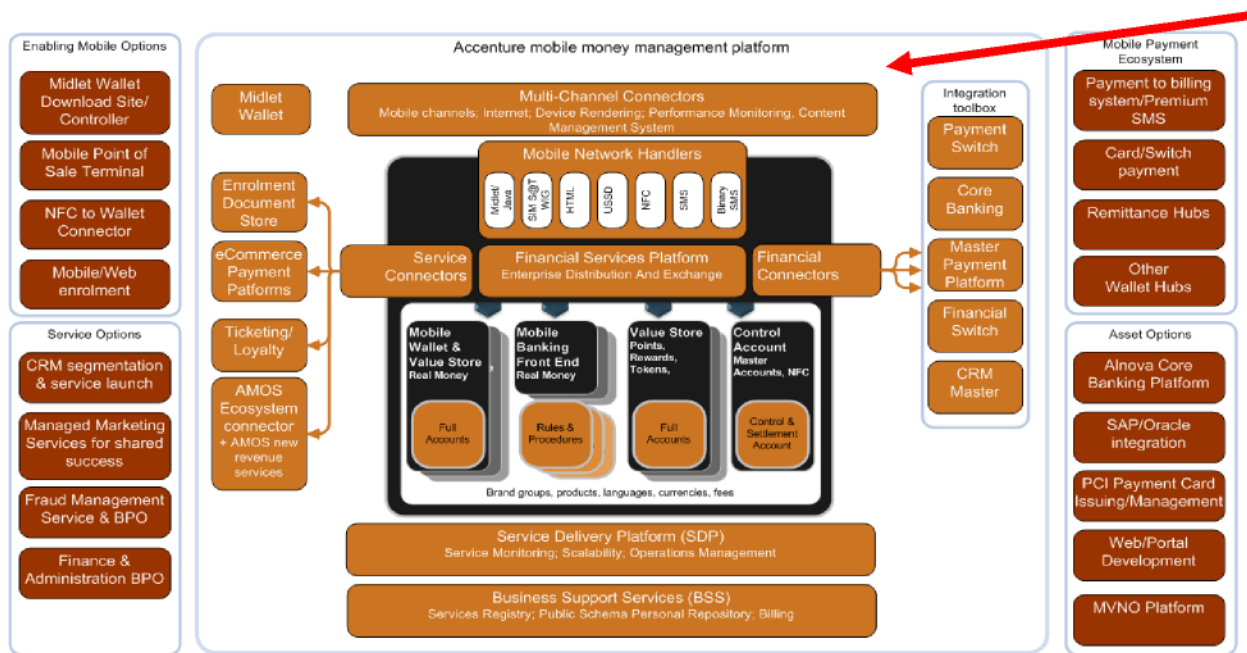 Enabling Mobile Options
Midlet Wallet
Download Site/
Controller
Mobile Point of
Sale Terminal
NFC to Wallet
Connector
Mobile/Web
enrolment
Service Options
CRM segmentation
& service launch
Managed Marketing
Services for shared
success
Fraud Management
Service & BPO
Finance &
Administration BPO
Accenture mobile money management platform
Midlet
Wallet
Enrolment
Document
Store
eCommerce
Payment
Patforms
Ticketing/
Loyalty
AMOS
Ecosystem
connector
+ AMOS new
revenue
services
Multi-Channel Connectors
Mobile channels; Internet; Device Rendering; Performance Monitoring, Content
Management System
Mobile Network Handlers
Midlet/
Java
SIM S@T
WIG
HTML
USSD
NFC
SMS
Binary
SMS
Service
Connectors
Financial Services Platform
Enterprise Distribution And Exchange
Financial
Connectors
Mobile
Wallet &
Value Store
Real Money
Full
Accounts
Mobile
Banking
Front End
Real Money
Rules &
Procedures
Value Store
Points,
Rewards,
Tokens,
Full
Accounts
Control
Account
Master
Accounts, NFC
Control &
Settlement
Account
Brand groups, products, languages, currencies, fees
Service Delivery Platform (SDP)
Service Monitoring; Scalability; Operations Management
Business Support Services (BSS)
Services Registry; Public Schema Personal Repository; Billing
Integration
toolbox
Payment
Switch
Core
Banking
Master
Payment
Platform
Financial
Switch
CRM
Master
Mobile Payment
Ecosystem
Payment to billing
system/Premium
SMS
Card/Switch
payment
Remittance Hubs
Other
Wallet Hubs
Asset Options
Alnova Core
Banking Platform
SAP/Oracle
integration
PCI Payment Card
Issuing/Management
Web/Portal
Development
MVNO Platform